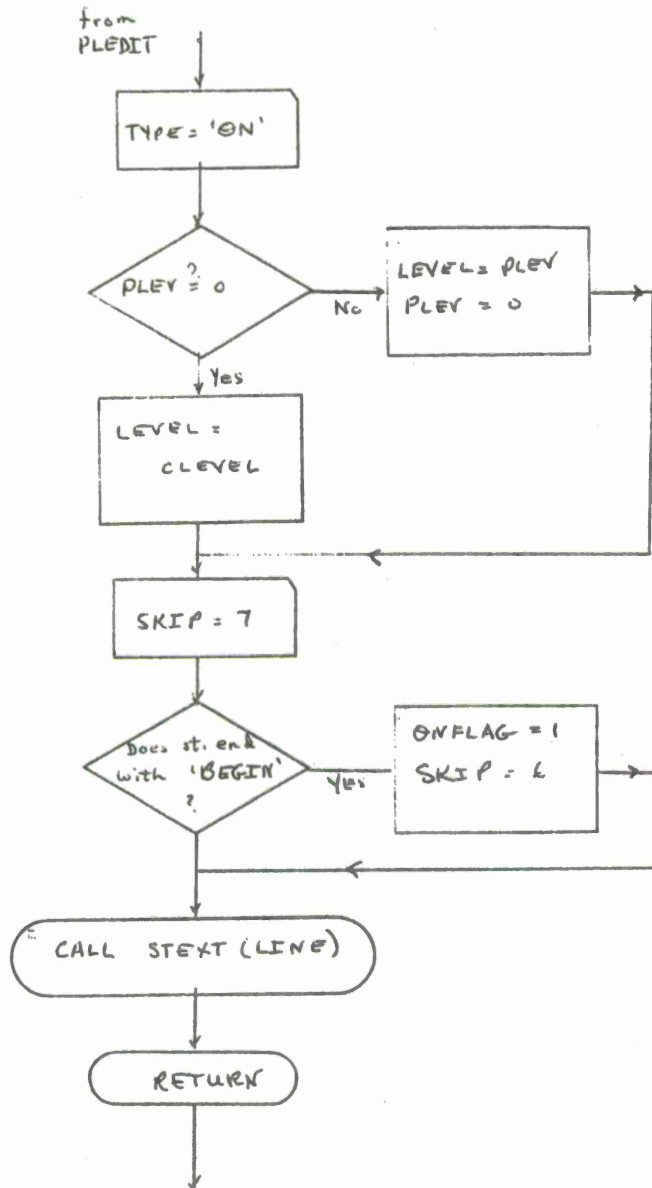 from
PLEDIT
TYPE = 'ON'
PLEV ?= 0
No
LEVEL = PLEV
PLEV = 0
Yes
LEVEL =
CLEVEL
SKIP = 7
Does st. end
with 'BEGIN'
?
Yes
ONFLAG = 1
SKIP =
CALL STEXT (LINE)
RETURN